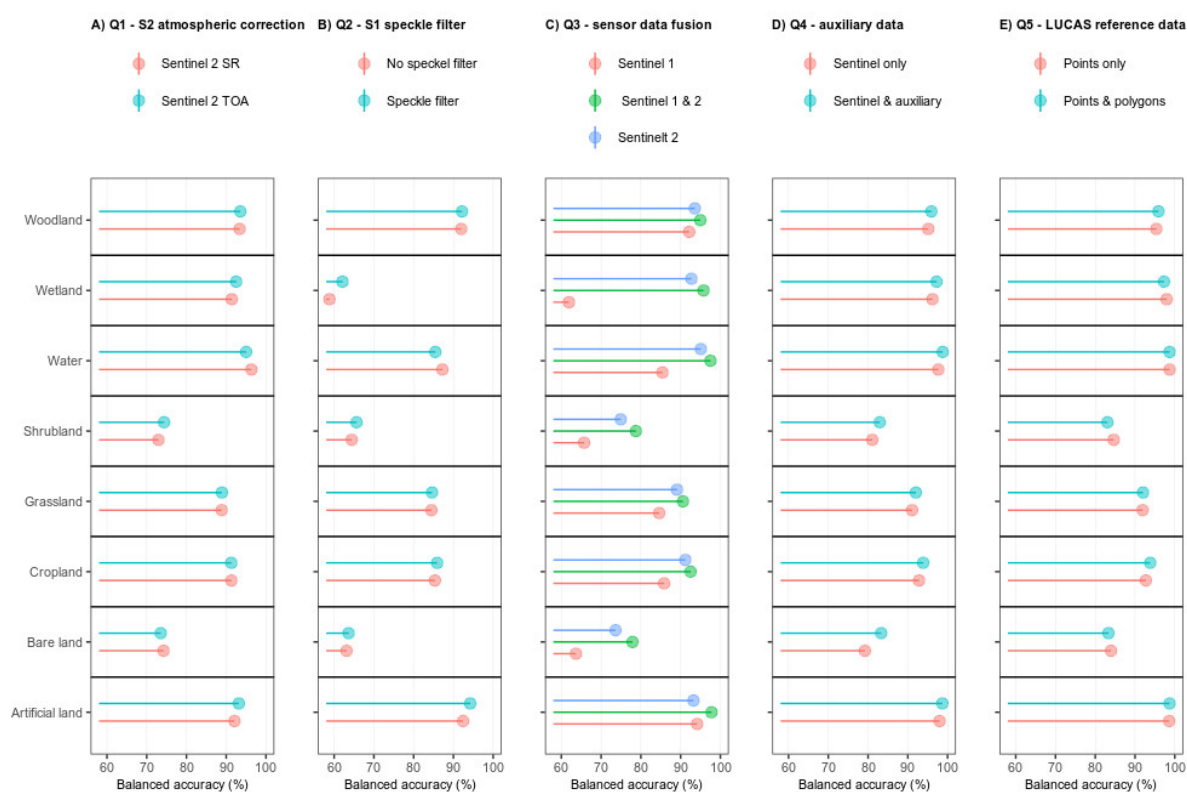 A) Q1 - S2 atmospheric correction B) Q2 - S1 speckle filter C) Q3 - sensor data fusion D) Q4 - auxiliary data E) Q5 - LUCAS reference data
Sentinel 2 SR No speckel filter Sentinel 1 Sentinel only Points only
Sentinel 2 TOA Speckle filter Sentinel 1 & 2 Sentinel & auxiliary Points & polygons
Sentinelt 2
Woodland
Wetland
Water
Shrubland
Grassland
Cropland
Bare land
Artificial land
60 70 80 90 100 60 70 80 90 100 60 70 80 90 100 60 70 80 90 100 60 70 80 90 100
Balanced accuracy (%) Balanced accuracy (%) Balanced accuracy (%) Balanced accuracy (%) Balanced accuracy (%)